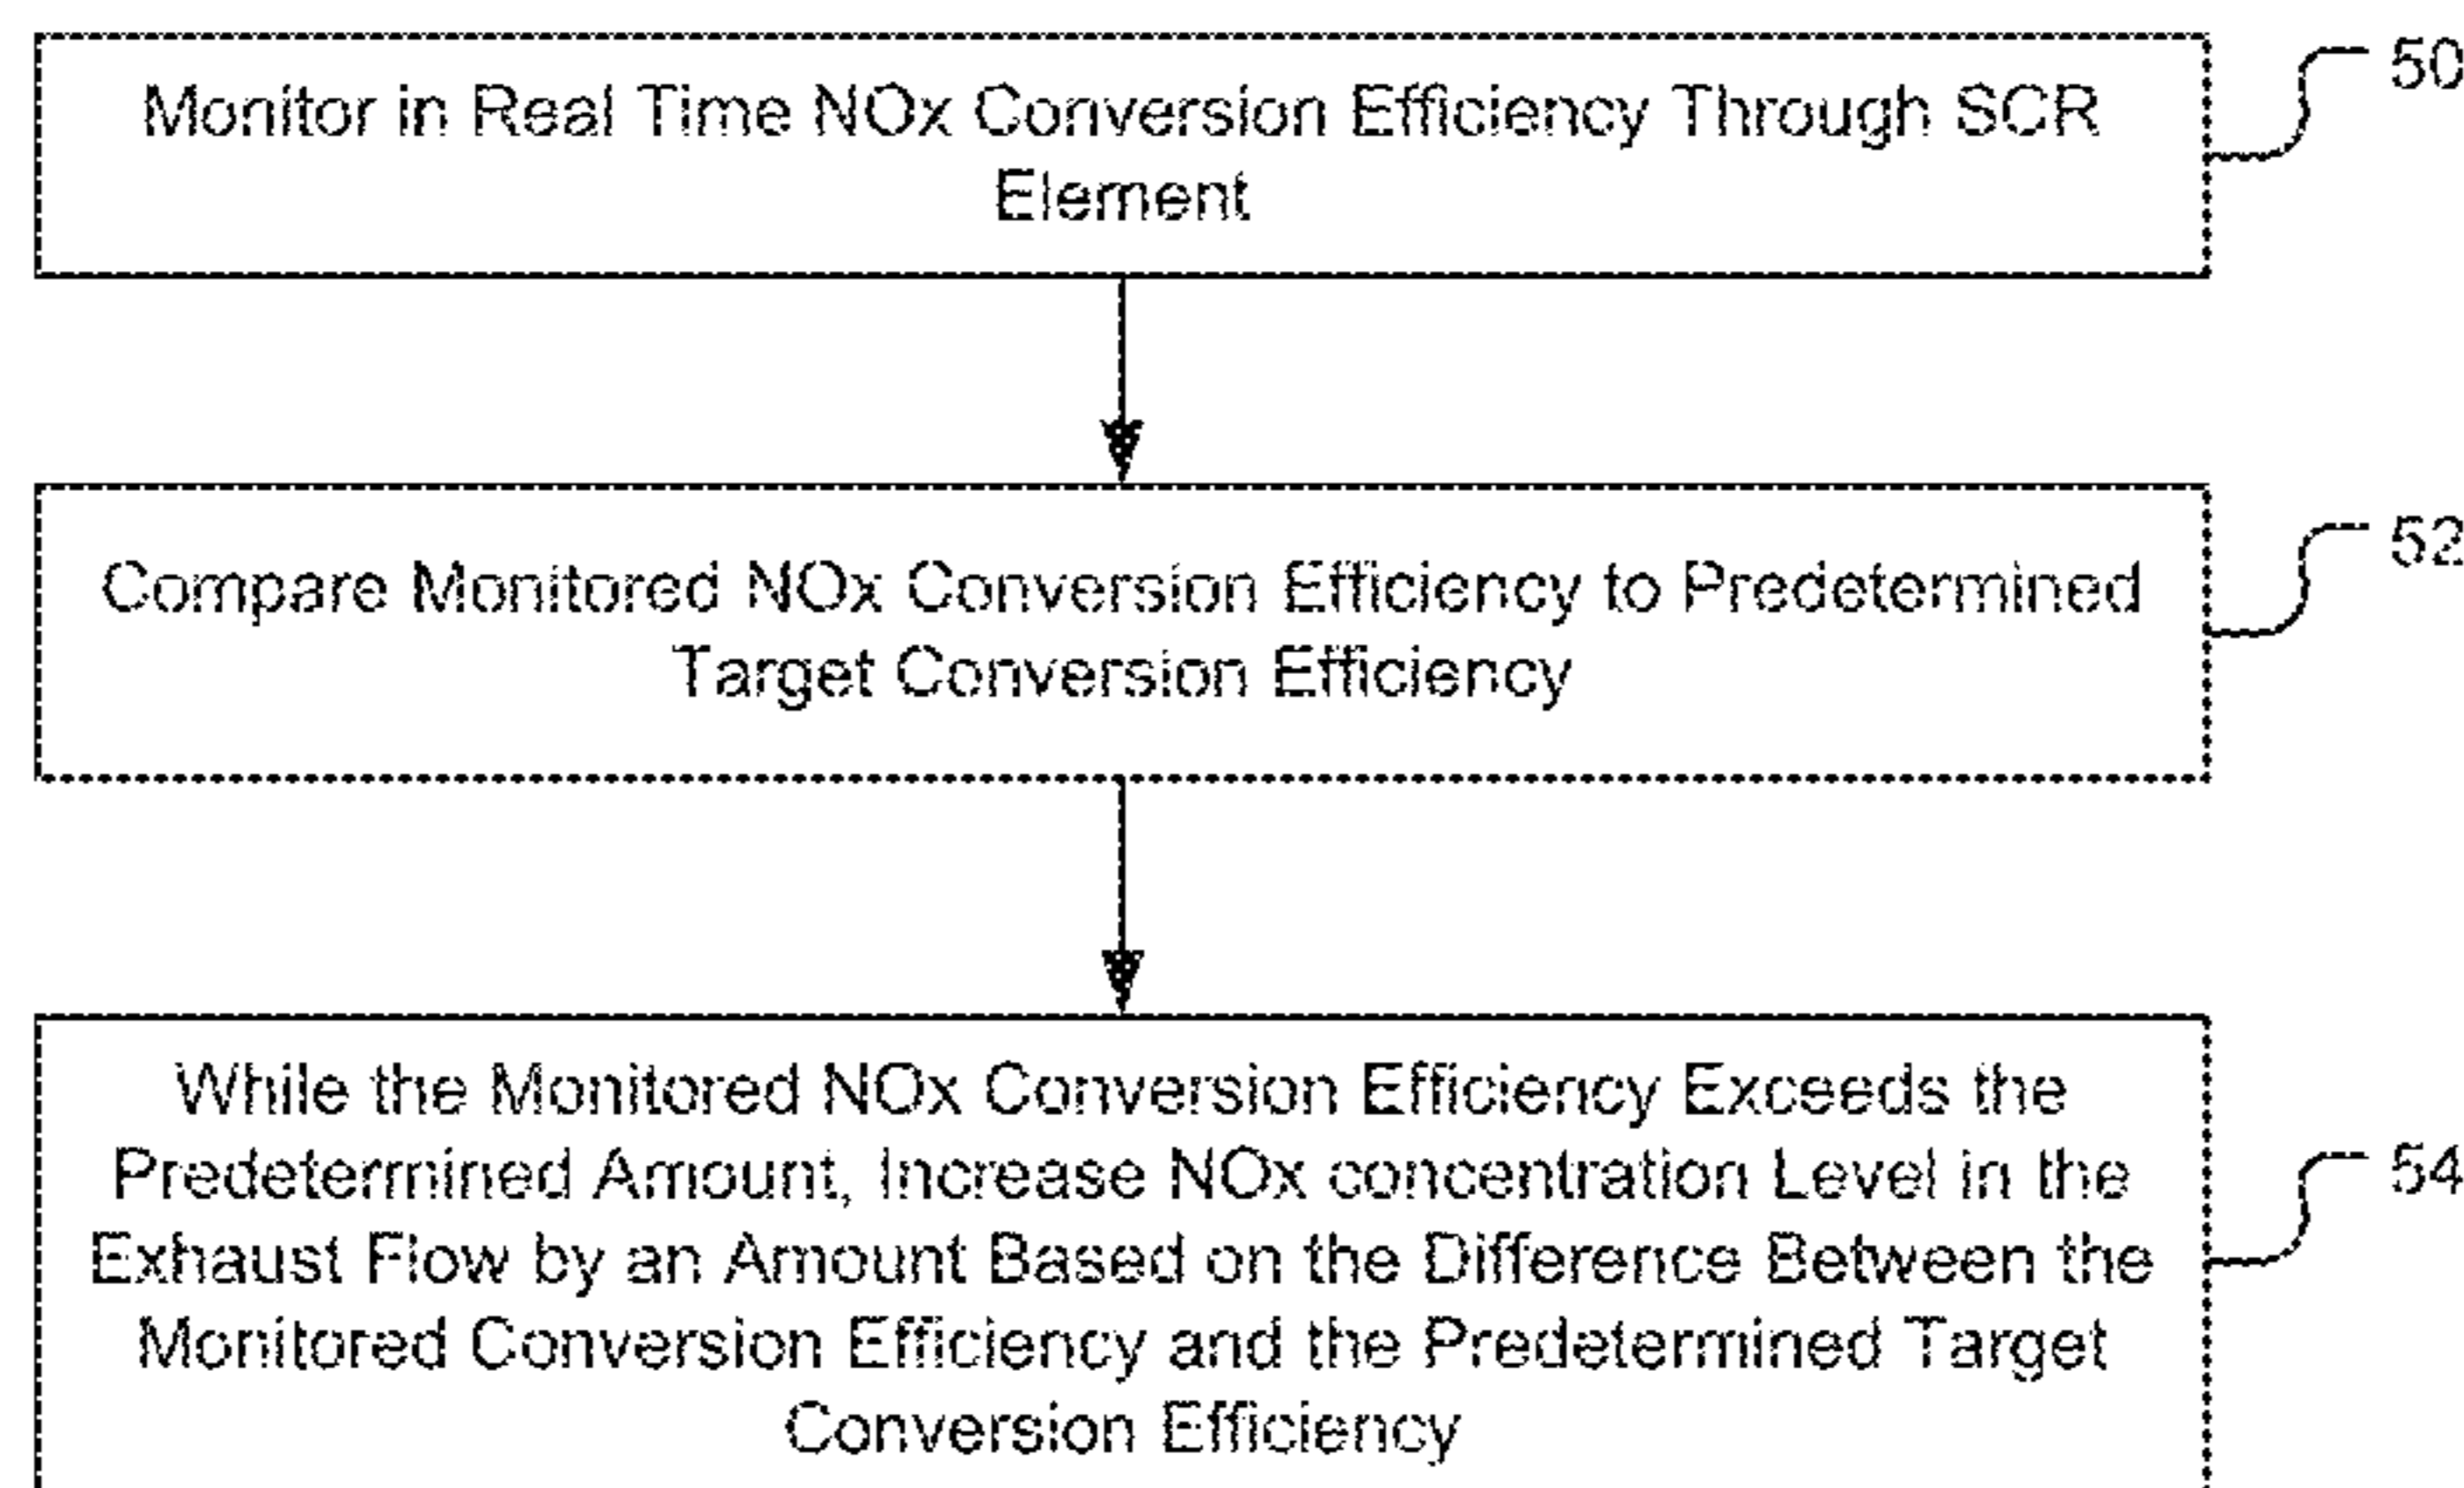 Monitor in Real Time NOx Conversion Efficiency Through SCR
Element
50
Compare Monitored NOx Conversion Efficiency to Predetermined
Target Conversion Efficiency
52
While the Monitored NOx Conversion Efficiency Exceeds the
Predetermined Amount, Increase NOx concentration Level in the
Exhaust Flow by an Amount Based on the Difference Between the
Monitored Conversion Efficiency and the Predetermined Target
Conversion Efficiency
54